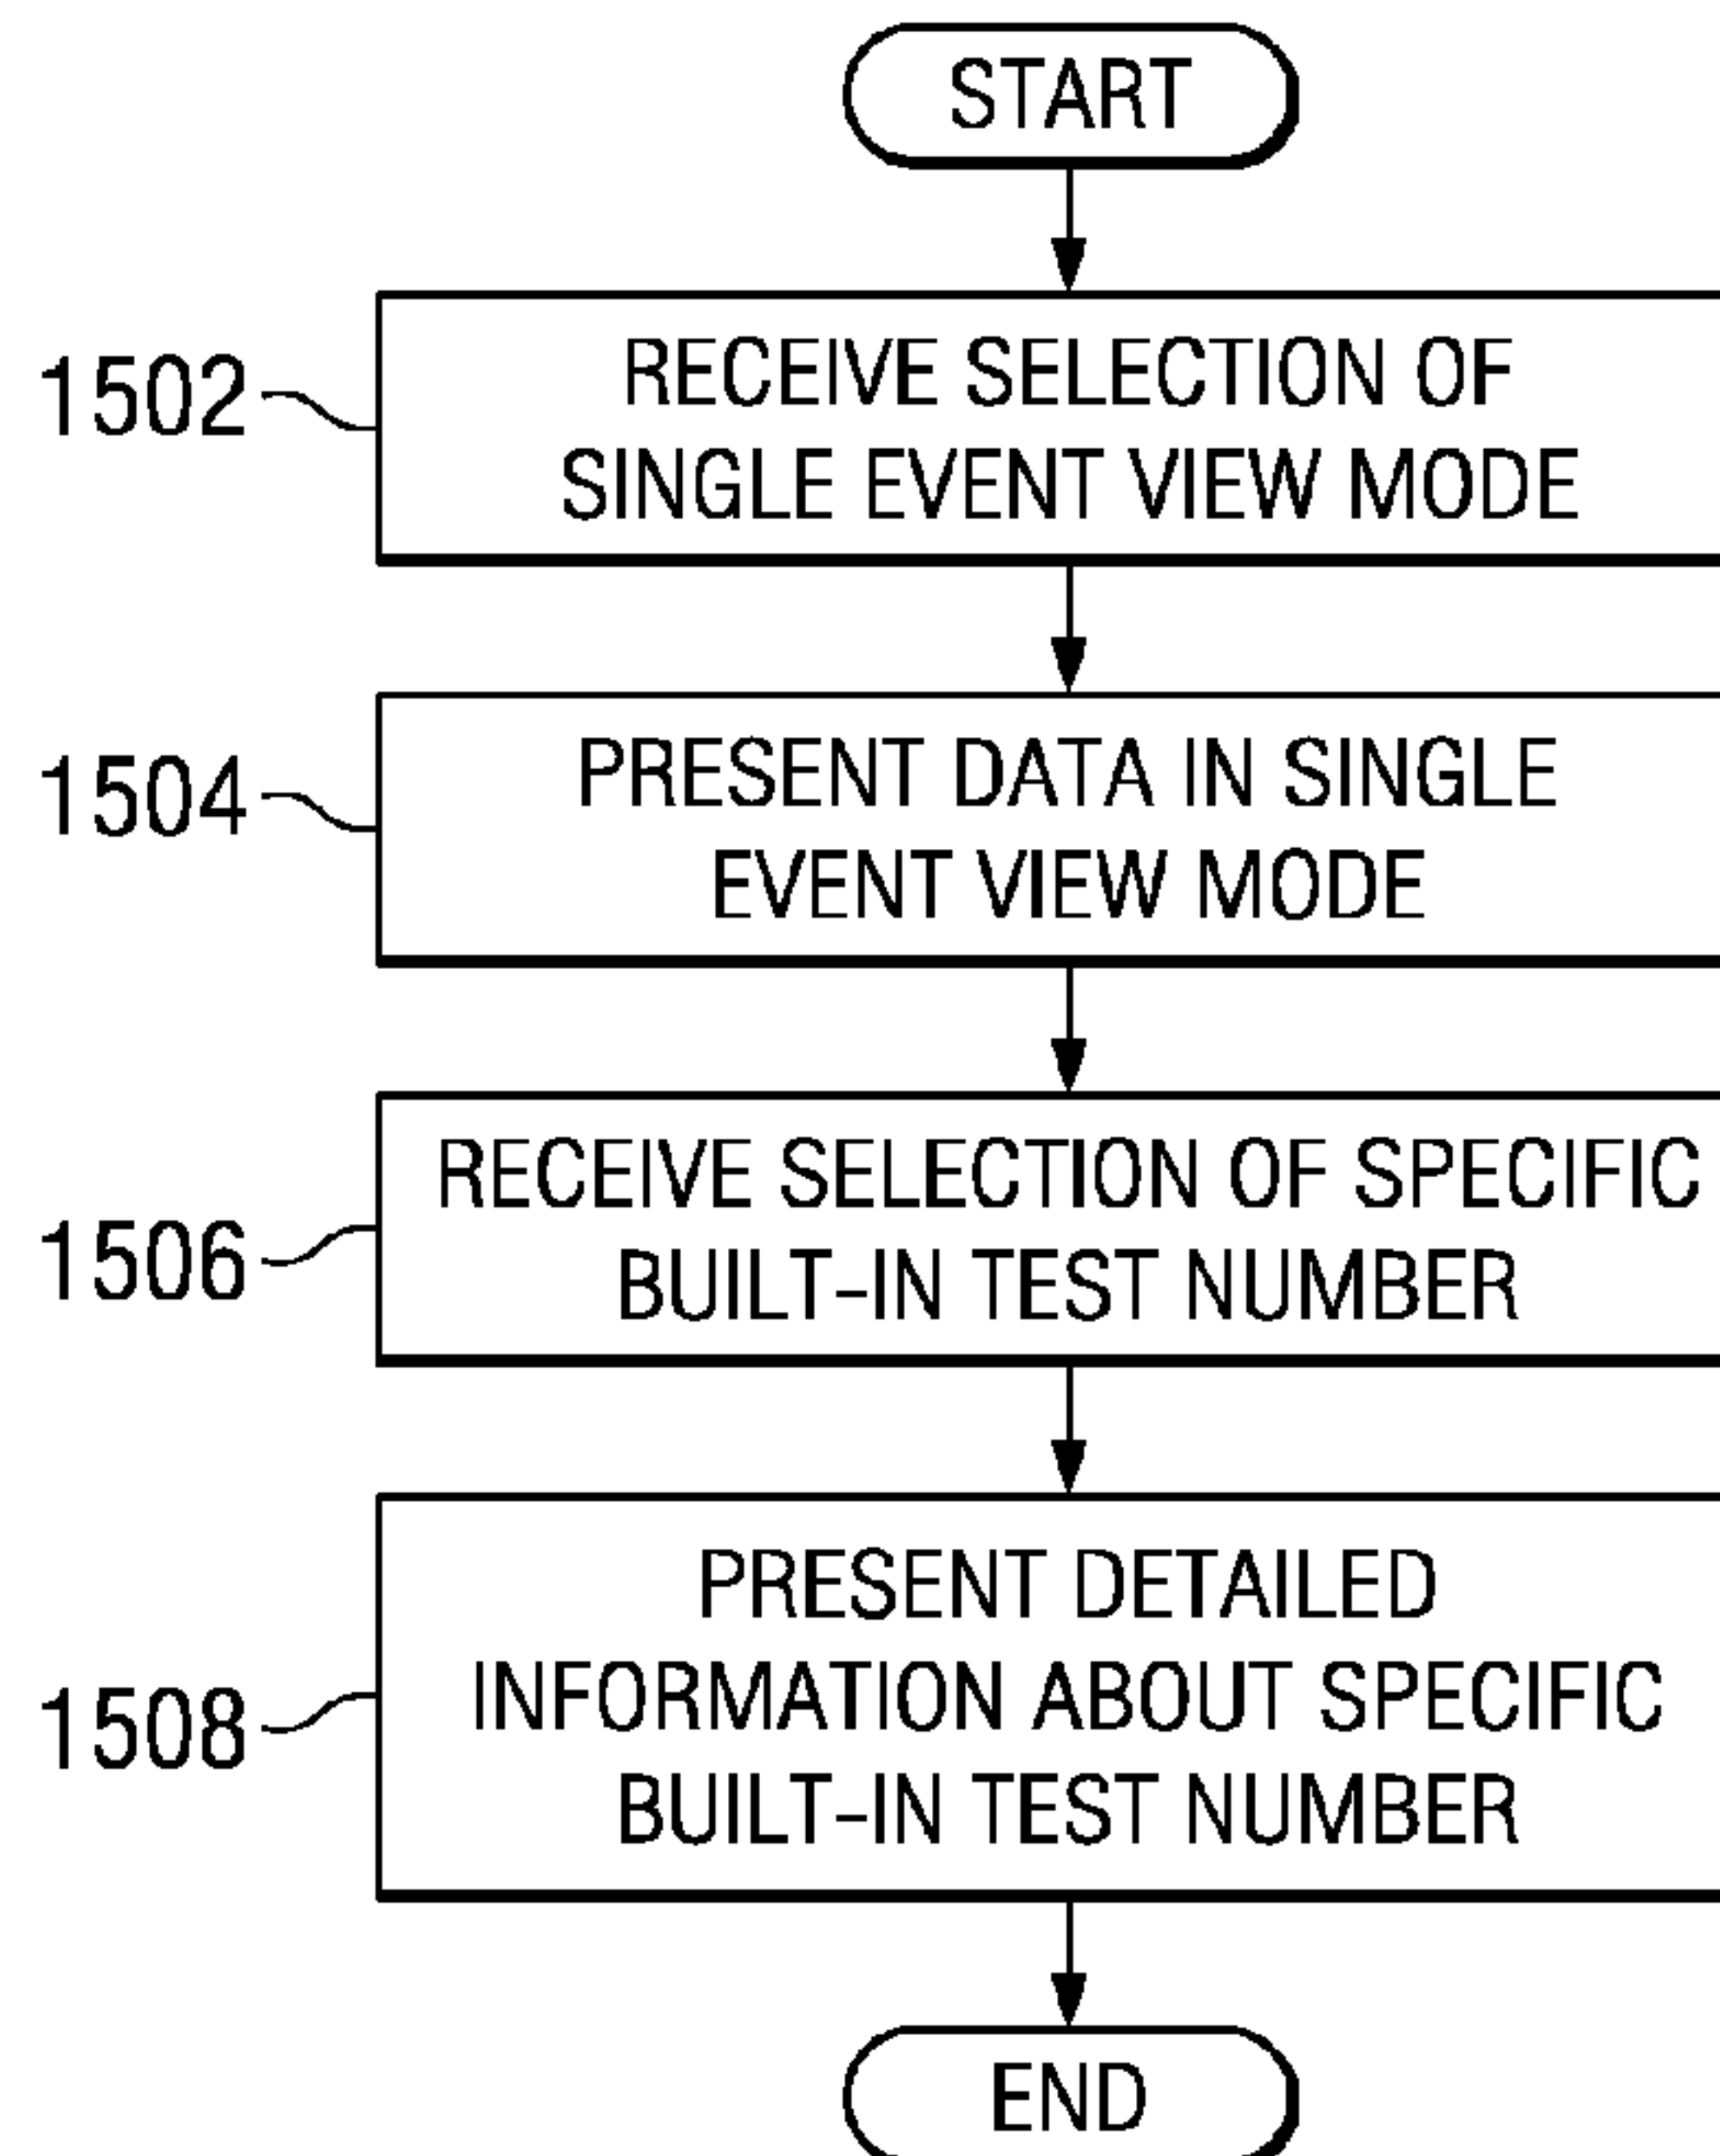 START
1502
RECEIVE SELECTION OF
SINGLE EVENT VIEW MODE
1504
PRESENT DATA IN SINGLE
EVENT VIEW MODE
1506
RECEIVE SELECTION OF SPECIFIC
BUILT-IN TEST NUMBER
1508
PRESENT DETAILED
INFORMATION ABOUT SPECIFIC
BUILT-IN TEST NUMBER
END